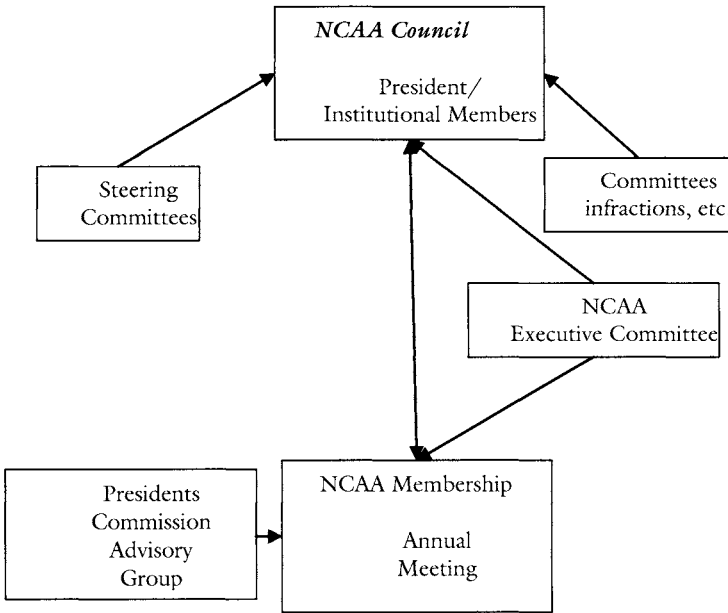 NCAA Council
President/
Institutional Members
Steering
Committees
Committees
infractions, etc
NCAA
Executive Committee
Presidents
Commission
Advisory
Group
NCAA Membership
Annual
Meeting